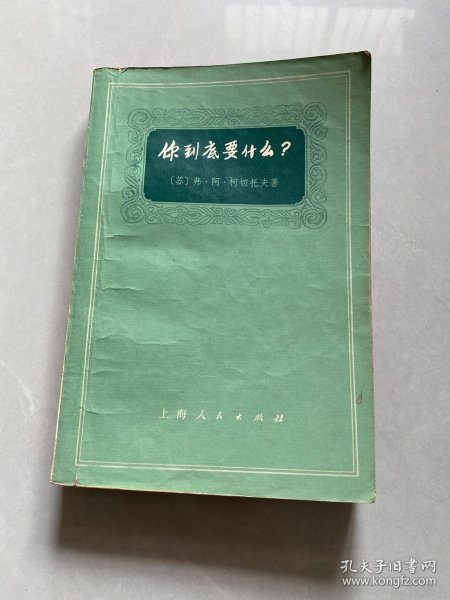 你到底要什么？
〔苏〕弗·阿·柯切托夫著
上海人民出版社
孔夫子旧书网
www.kongfz.com